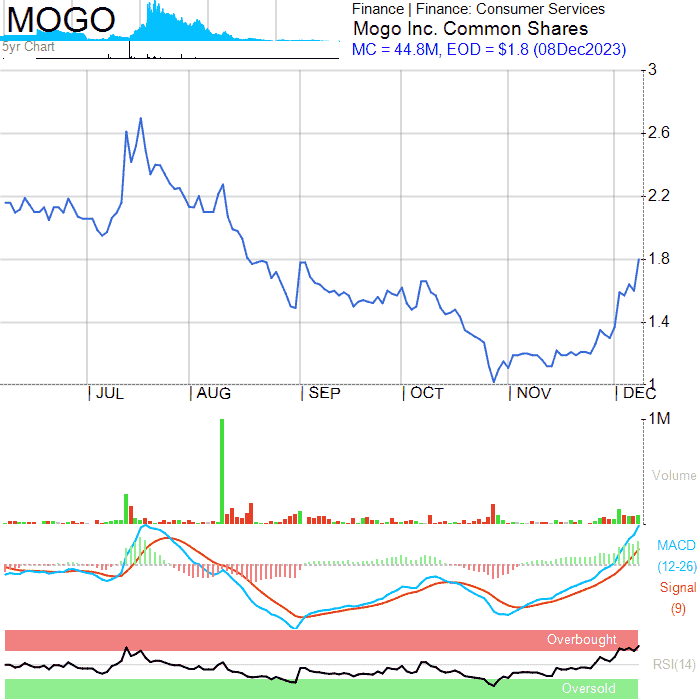 MOGO
5yr Chart
Finance | Finance: Consumer Services
Mogo Inc. Common Shares
MC = 44.8M, EOD = $1.8 (08Dec2023)
3
2.6
2.2
1.8
1.4
1
JUL AUG SEP OCT NOV DEC
1M
Volume
MACD
(12-26)
Signal
(9)
Overbought
RSI(14)
Oversold